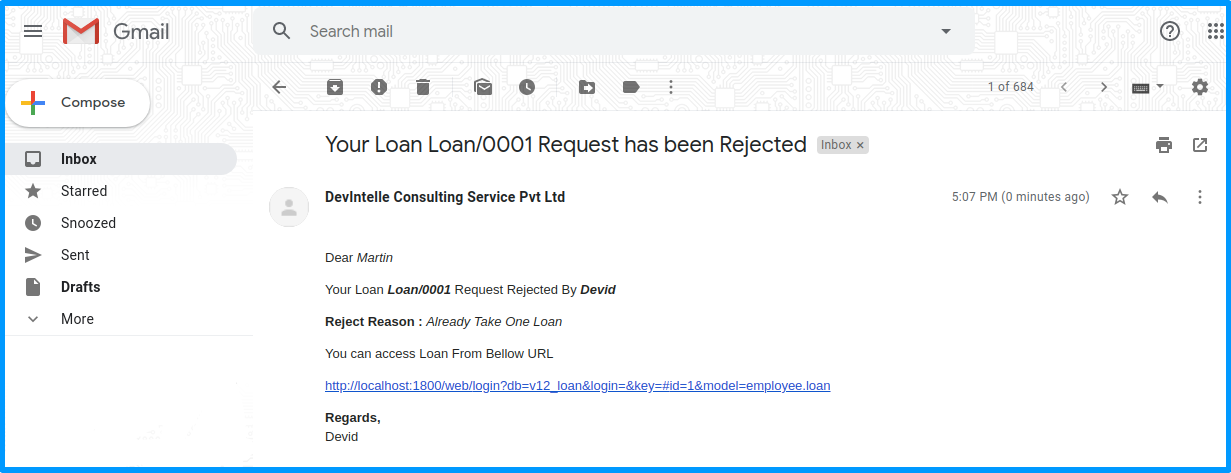 Gmail
Search mail
Compose
1 of 684
Inbox
Starred
Snoozed
Sent
Drafts
More
Your Loan Loan/0001 Request has been Rejected Inbox ×
DevIntelle Consulting Service Pvt Ltd 5:07 PM (0 minutes ago)
Dear Martin
Your Loan Loan/0001 Request Rejected By Devid
Reject Reason : Already Take One Loan
You can access Loan From Bellow URL
http://localhost:1800/web/login?db=v12_loan&login=&key=#id=1&model=employee.loan
Regards,
Devid